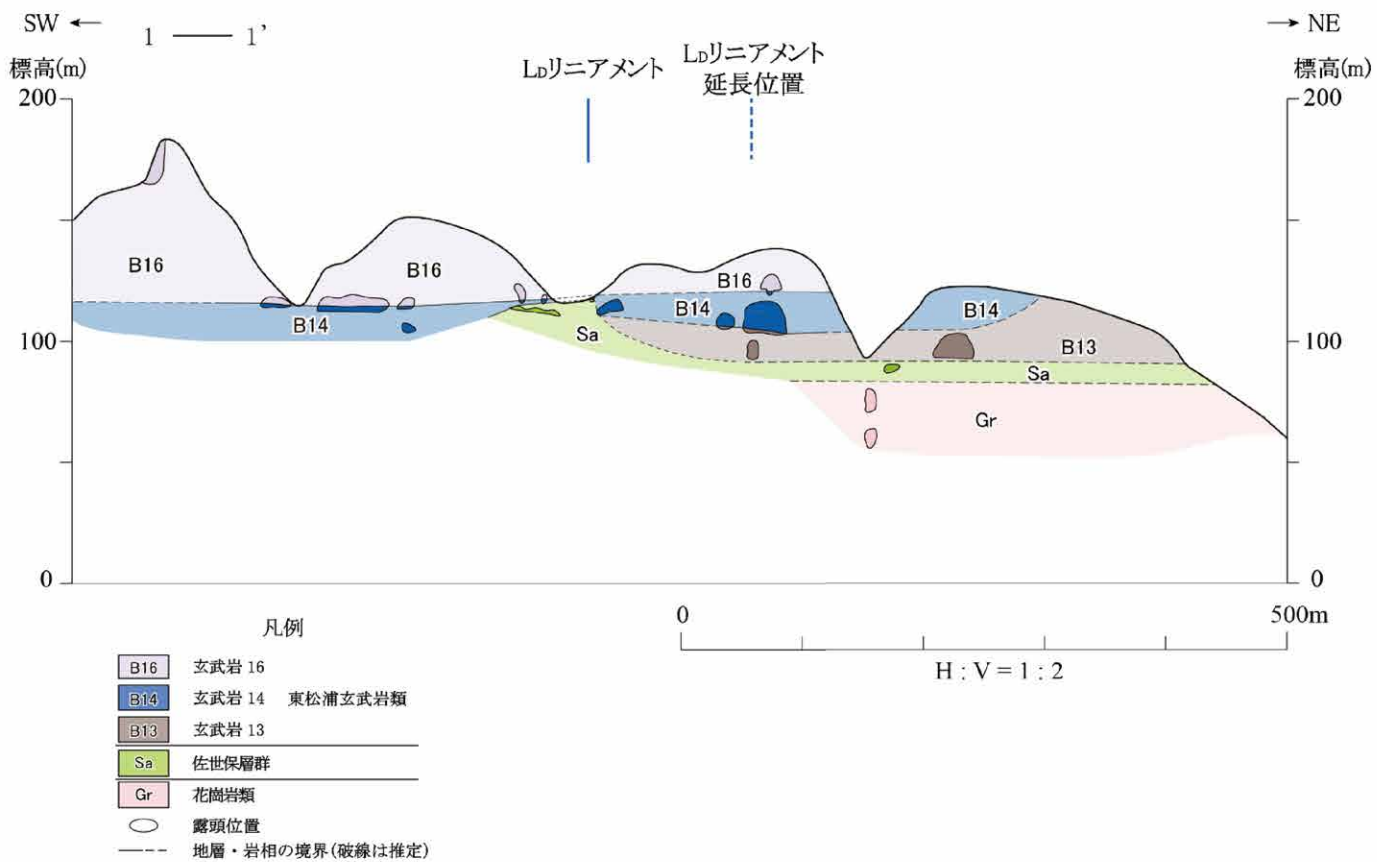 SW ←
→ NE
1 — 1’
標高(m)
標高(m)
LDリニアメント
LDリニアメント
延長位置
200
200
B16
B16
B16
B14
B14
B14
B13
100
100
Sa
Sa
Gr
0
0
0
500m
H : V = 1 : 2
凡例
B16 玄武岩 16
B14 玄武岩 14 東松浦玄武岩類
B13 玄武岩 13
Sa 佐世保層群
Gr 花崗岩類
露頭位置
地層・岩相の境界(破線は推定)